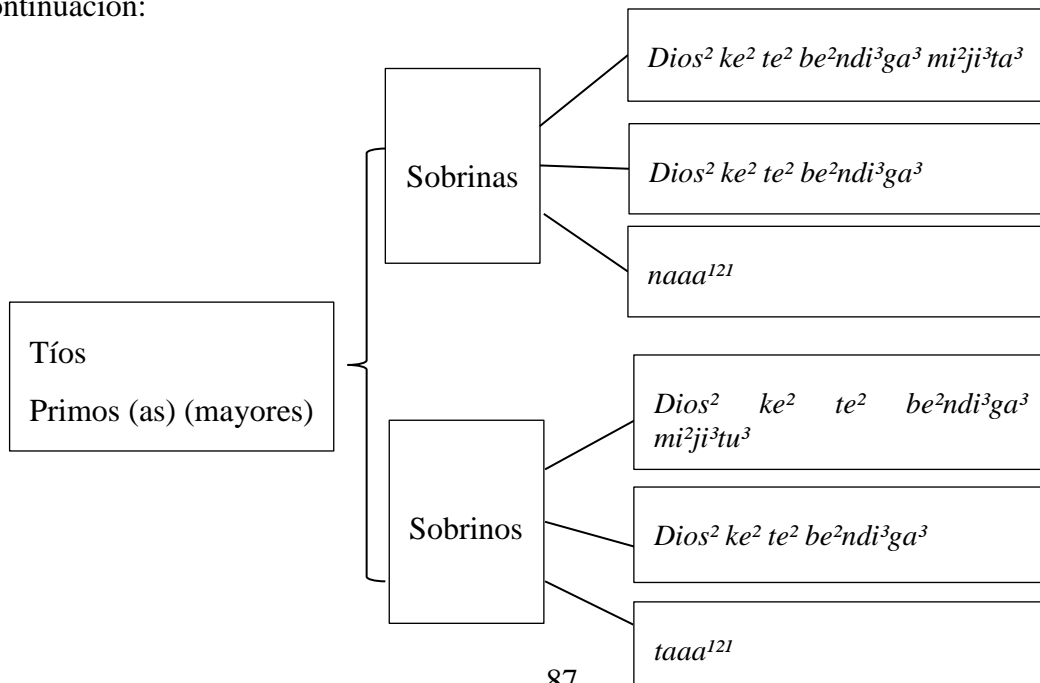 ontinuación:
Dios² ke² te² be²ndi³ga³ mi²ji³ta³
Sobrinas
Dios² ke² te² be²ndi³ga³
naaa¹²¹
Tíos
Primos (as) (mayores)
Dios² ke² te² be²ndi³ga³
mi²ji³tu³
Sobrinos
Dios² ke² te² be²ndi³ga³
taaa¹²¹
87